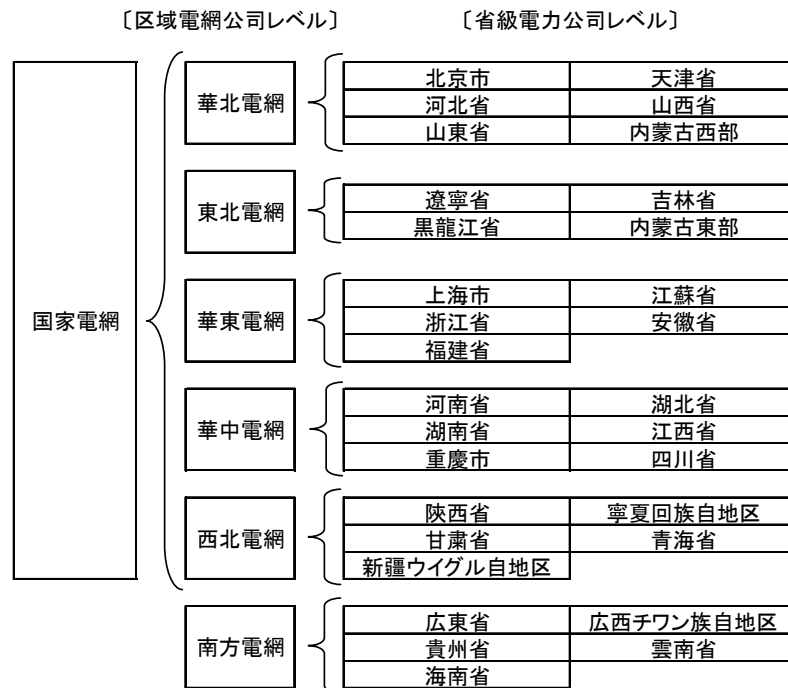 〔区域電網公司レベル〕 〔省級電力公司レベル〕
国家電網
華北電網
北京市 天津省
河北省 山西省
山東省 内蒙古西部
東北電網
遼寧省 吉林省
黒龍江省 内蒙古東部
華東電網
上海市 江蘇省
浙江省 安徽省
福建省
華中電網
河南省 湖北省
湖南省 江西省
重慶市 四川省
西北電網
陝西省 寧夏回族自地区
甘粛省 青海省
新疆ウイグル自地区
南方電網
広東省 広西チワン族自地区
貴州省 雲南省
海南省